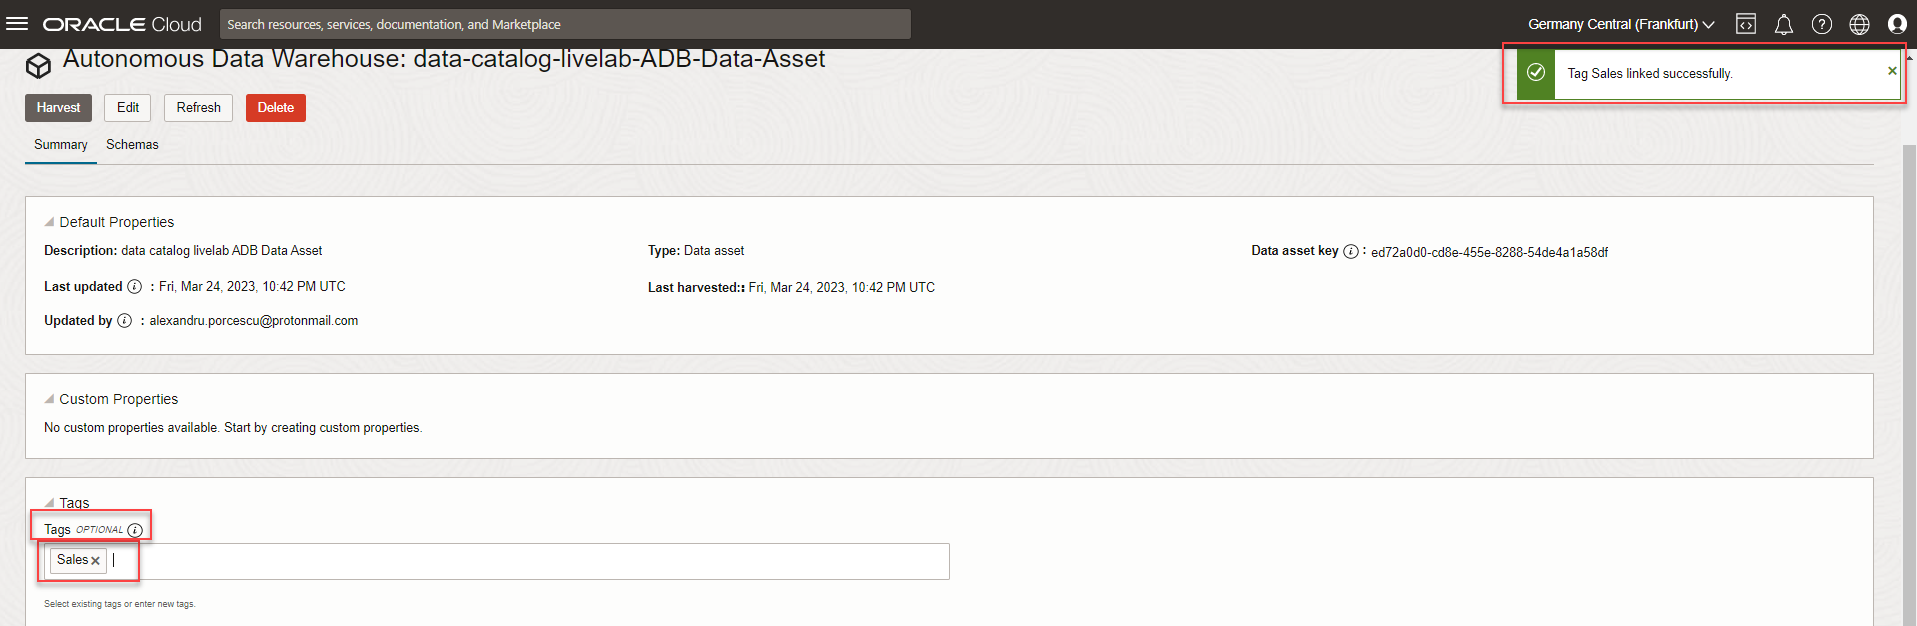 ORACLE Cloud
Search resources, services, documentation, and Marketplace
Germany Central (Frankfurt)
Autonomous Data Warehouse: data-catalog-livelab-ADB-Data-Asset
Tag Sales linked successfully.
Harvest Edit Refresh Delete
Summary Schemas
Default Properties
Description: data catalog livelab ADB Data Asset
Type: Data asset
Data asset key i : ed72a0d0-cd8e-455e-8288-54de4a1a58df
Last updated i : Fri, Mar 24, 2023, 10:42 PM UTC
Last harvested:: Fri, Mar 24, 2023, 10:42 PM UTC
Updated by i : alexandru.porcescu@protonmail.com
Custom Properties
No custom properties available. Start by creating custom properties.
Tags
Tags OPTIONAL i
Sales
Select existing tags or enter new tags.